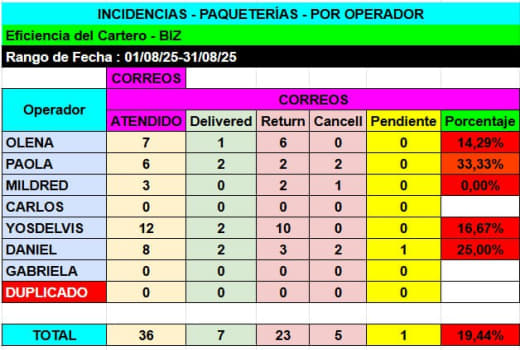 INCIDENCIAS - PAQUETERÍAS - POR OPERADOR
Eficiencia del Cartero - BIZ
Rango de Fecha : 01/08/25-31/08/25
CORREOS
Operador CORREOS
ATENDIDO Delivered Return Cancell Pendiente Porcentaje
OLENA 7 1 6 0 0 14,29%
PAOLA 6 2 2 2 0 33,33%
MILDRED 3 0 2 1 0 0,00%
CARLOS 0 0 0 0 0
YOSDELVIS 12 2 10 0 0 16,67%
DANIEL 8 2 3 2 1 25,00%
GABRIELA 0 0 0 0 0
DUPLICADO 0 0 0 0 0
TOTAL 36 7 23 5 1 19,44%